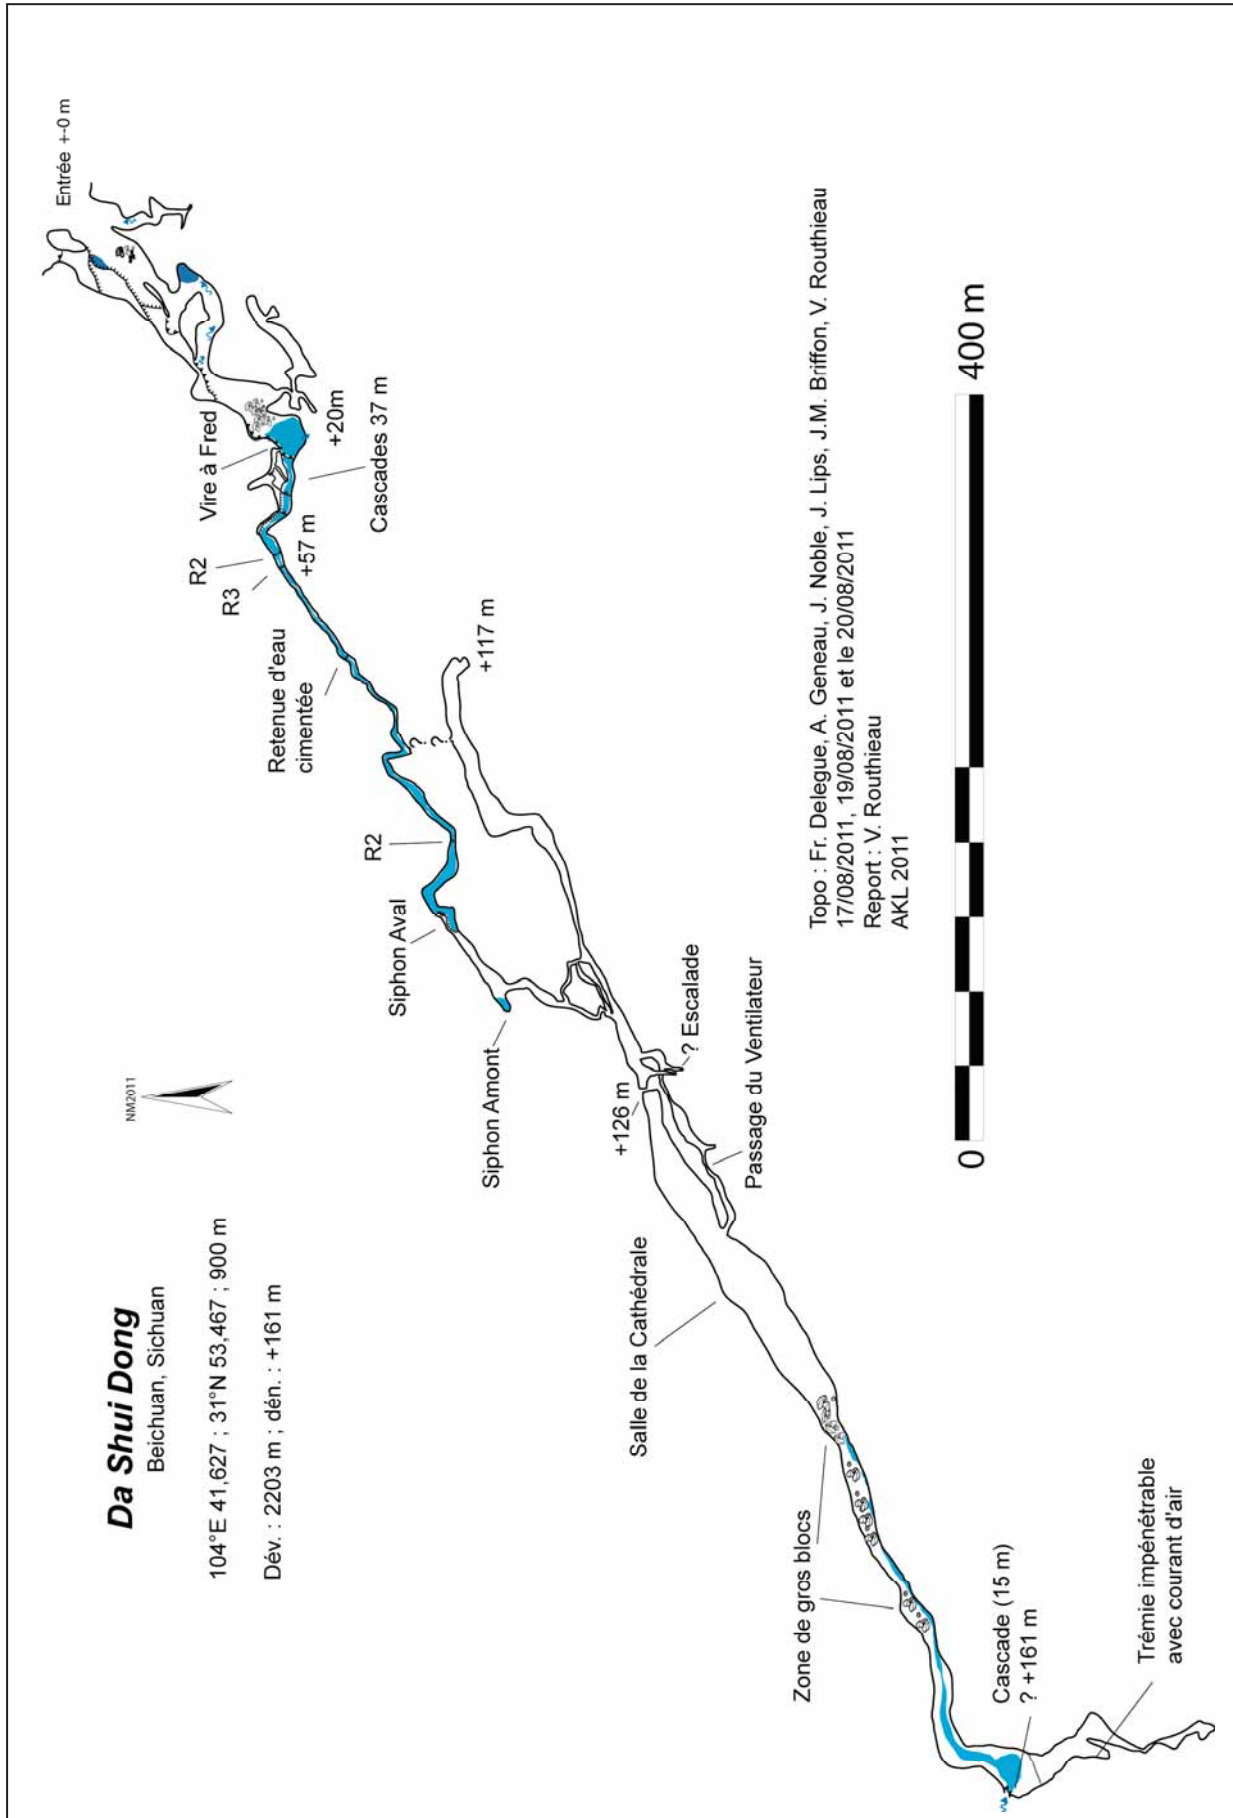 Da Shui Dong
Beichuan, Sichuan
104°E 41,627 ; 31°N 53,467 ; 900 m
Dév. : 2203 m ; dén. : +161 m
NM2011
Entrée +-0 m
Vire à Fred
+20m
Cascades 37 m
R2
R3
+57 m
Retenue d'eau
cimentée
+117 m
R2
Siphon Aval
Siphon Amont
? Escalade
+126 m
Passage du Ventilateur
Salle de la Cathédrale
Zone de gros blocs
Cascade (15 m)
? +161 m
Trémie impénétrable
avec courant d'air
Topo : Fr. Delegue, A. Geneau, J. Noble, J. Lips, J.M. Briffon, V. Routhieau
17/08/2011, 19/08/2011 et le 20/08/2011
Report : V. Routhieau
AKL 2011
0
400 m